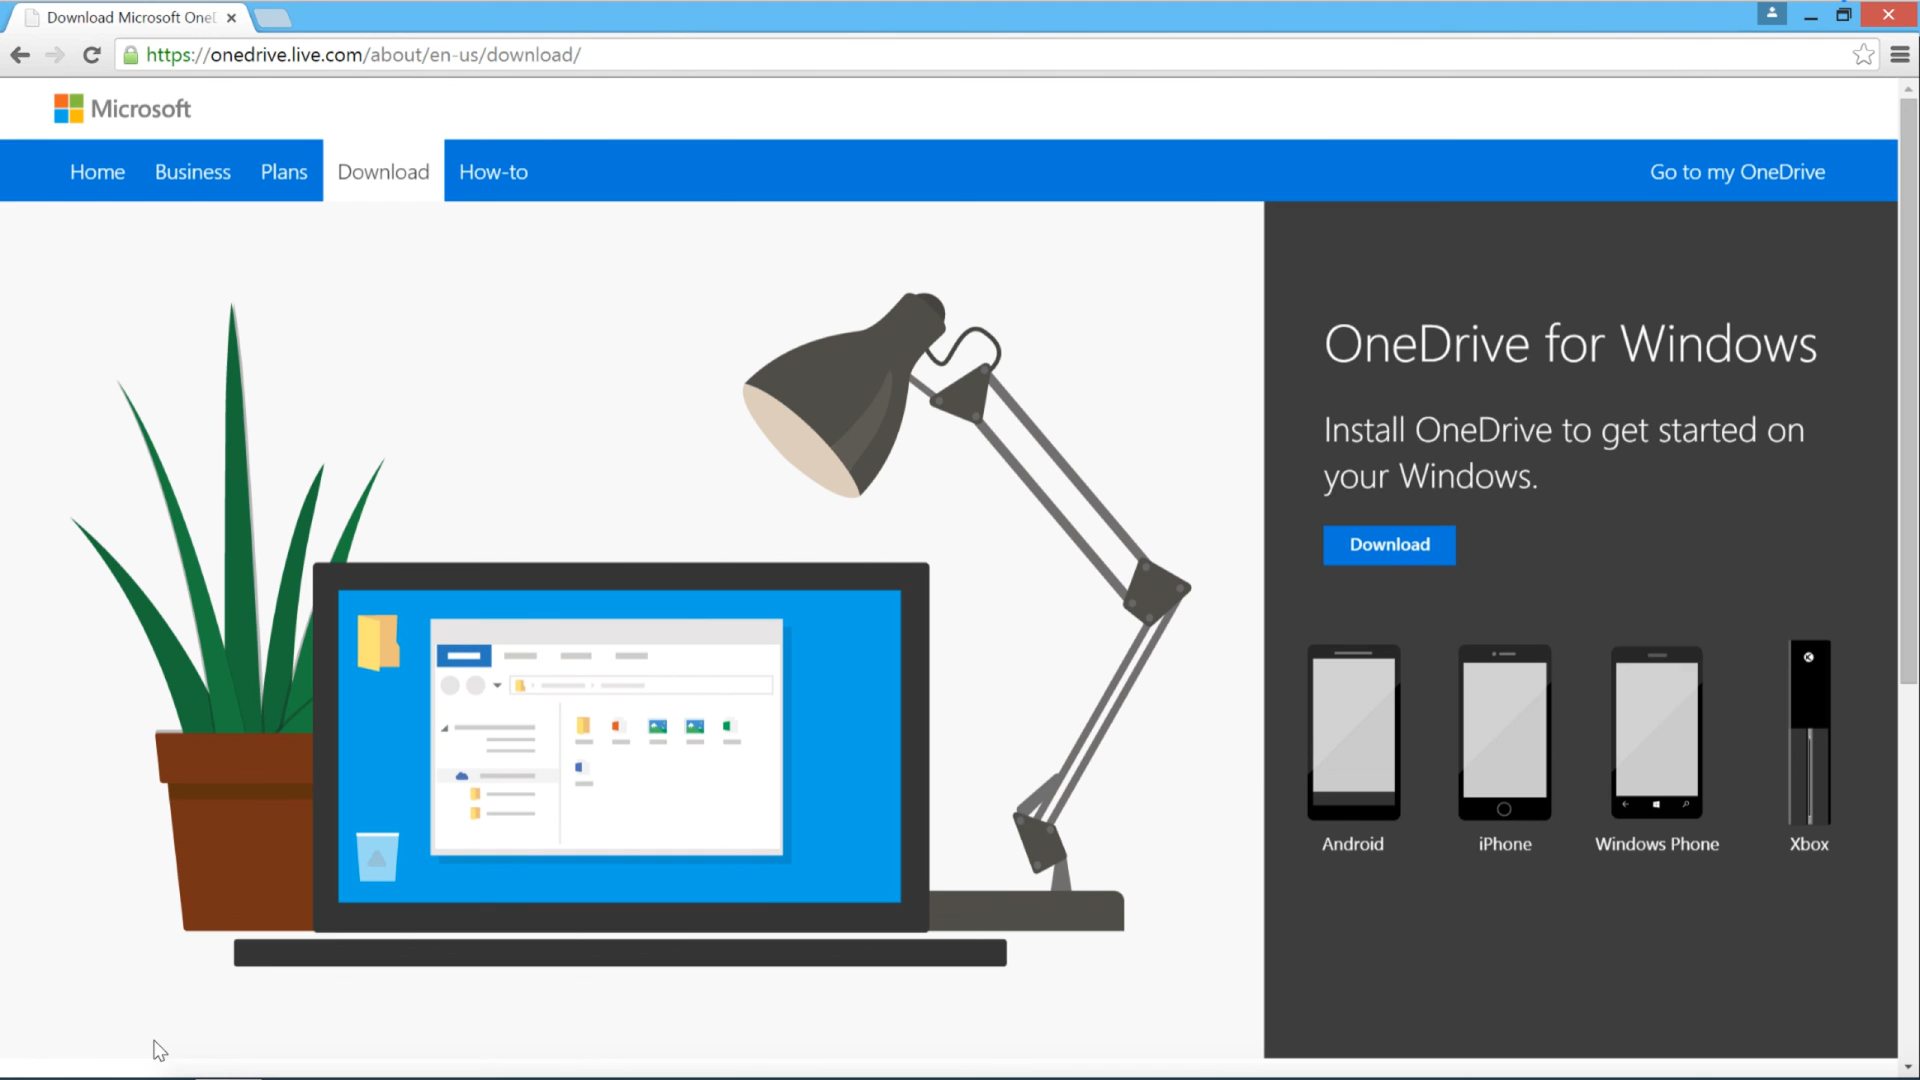 Download Microsoft OneD
https://onedrive.live.com/about/en-us/download/
Microsoft
Home Business Plans Download How-to Go to my OneDrive
OneDrive for Windows
Install OneDrive to get started on
your Windows.
Download
Android iPhone Windows Phone Xbox